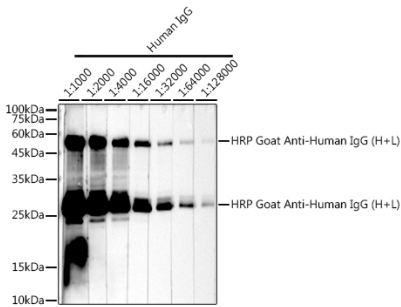 Human IgG
1:1000 1:2000 1:4000 1:16000 1:32000 1:64000 1:128000
100kDa
75kDa
60kDa
HRP Goat Anti-Human IgG (H+L)
45kDa
35kDa
HRP Goat Anti-Human IgG (H+L)
25kDa
15kDa
10kDa